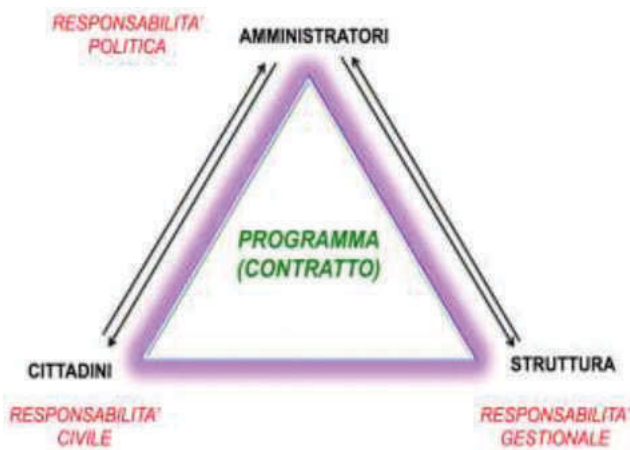 RESPONSABILITA'
POLITICA
AMMINISTRATORI
PROGRAMMA
(CONTRATTO)
CITTADINI
STRUTTURA
RESPONSABILITA'
CIVILE
RESPONSABILITA'
GESTIONALE